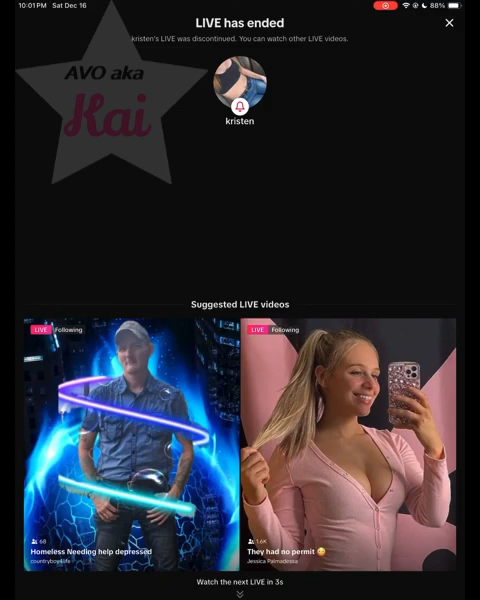 10:01 PM Sat Dec 16
88%
LIVE has ended
kristen's LIVE was discontinued. You can watch other LIVE videos.
AVO aka
Kai
kristen
Suggested LIVE videos
LIVE Following
LIVE Following
68
Homeless Needing help depressed
countryboy4life
1.6K
They had no permit
Jessica Palmadessa
Watch the next LIVE in 3s